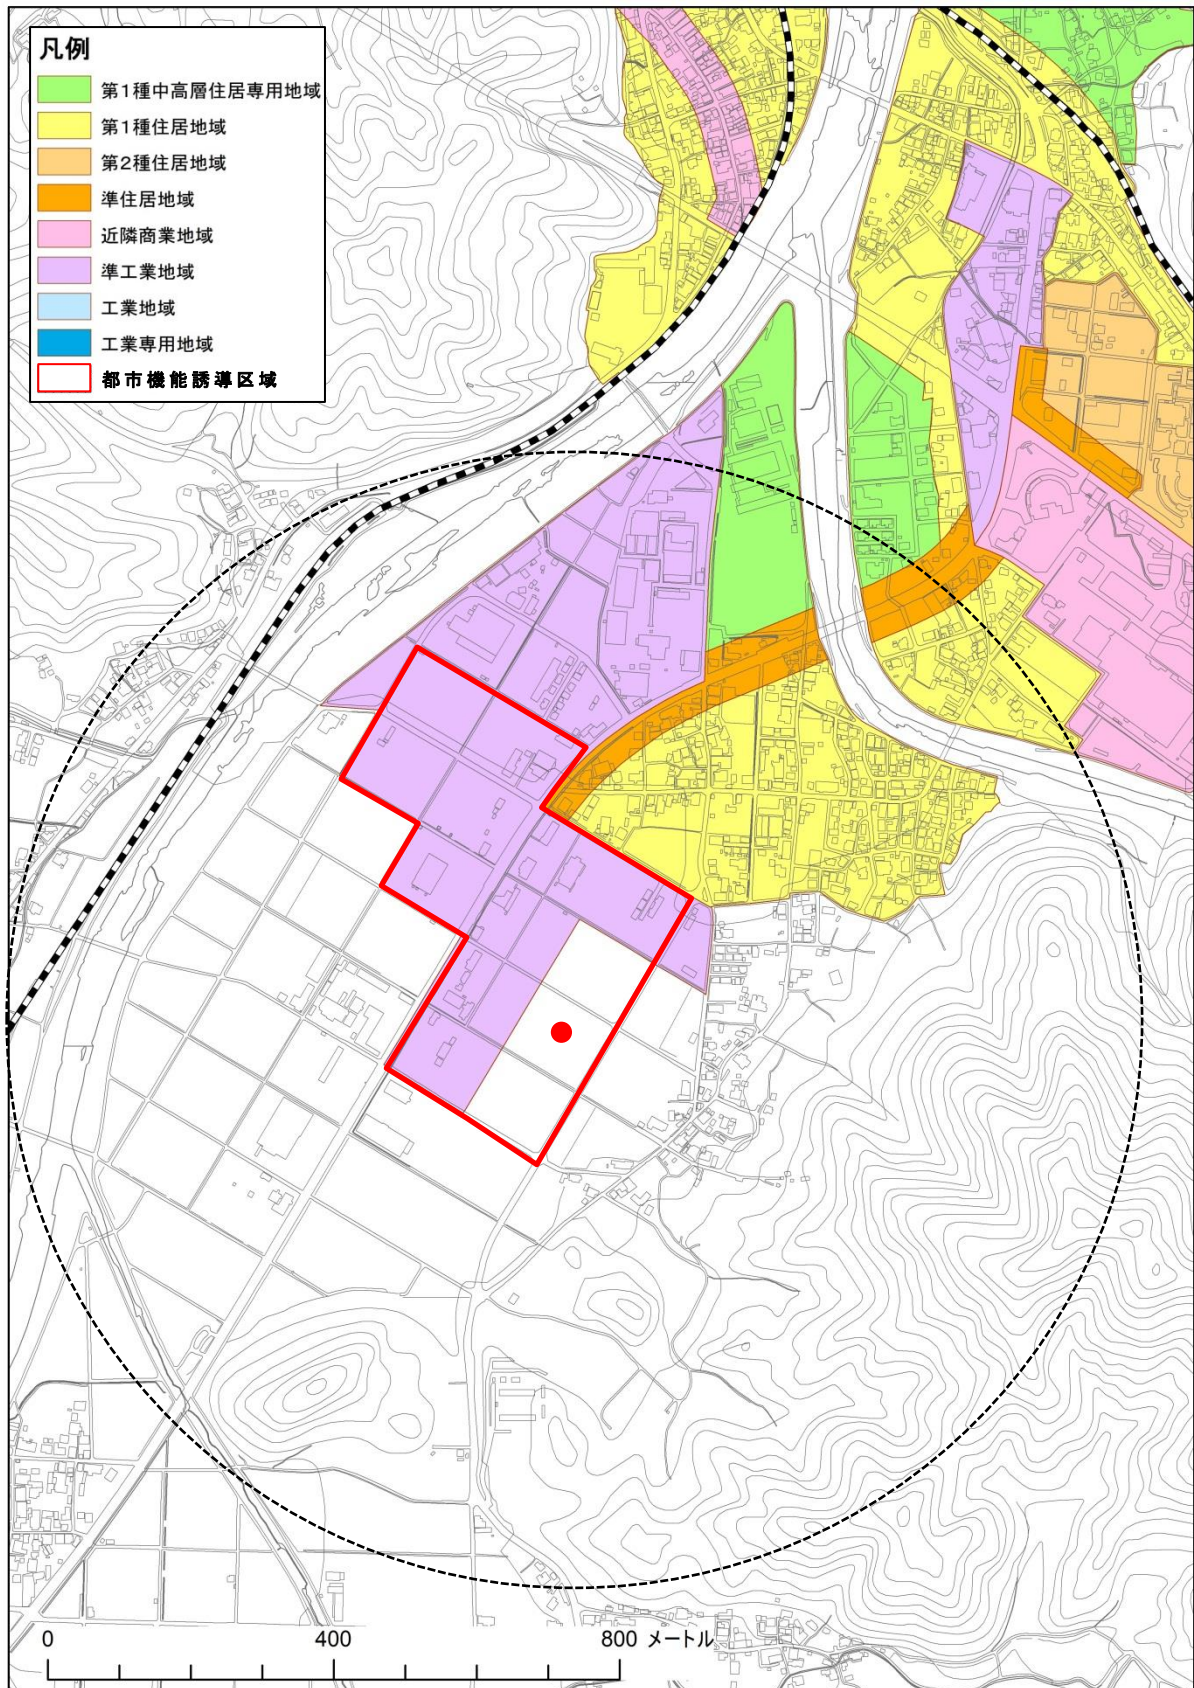 凡例
第1種中高層住居専用地域
第1種住居地域
第2種住居地域
準住居地域
近隣商業地域
準工業地域
工業地域
工業専用地域
都市機能誘導区域
0 400 800 メートル